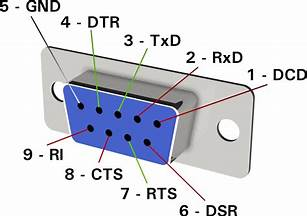 5 - GND
4 - DTR
3 - TxD
2 - RxD
1 - DCD
9 - RI
8 - CTS
7 - RTS
6 - DSR